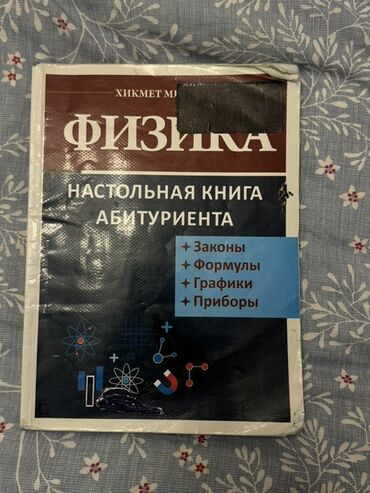 ХИКМЕТ
ФИЗИКА
НАСТОЛЬНАЯ КНИГА
АБИТУРИЕНТА
Законы
Формулы
Графики
Приборы